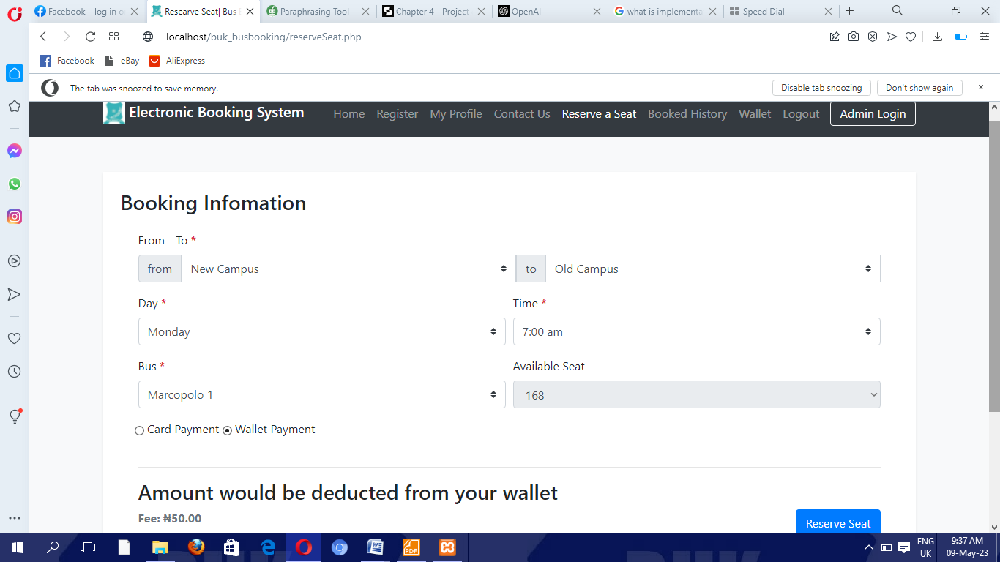 Facebook – log in o
Researve Seat| Bus
Paraphrasing Tool -
Chapter 4 - Project
OpenAI
what is implementa
Speed Dial
localhost/buk_busbooking/reserveSeat.php
Facebook
eBay
AliExpress
The tab was snoozed to save memory.
Disable tab snoozing
Don't show again
Electronic Booking System
Home
Register
My Profile
Contact Us
Reserve a Seat
Booked History
Wallet
Logout
Admin Login
Booking Infomation
From - To *
from
New Campus
to
Old Campus
Day *
Time *
Monday
7:00 am
Bus *
Available Seat
Marcopolo 1
168
Card Payment
Wallet Payment
Amount would be deducted from your wallet
Fee: ₦50.00
Reserve Seat
PDF
ENG
UK
9:37 AM
09-May-23